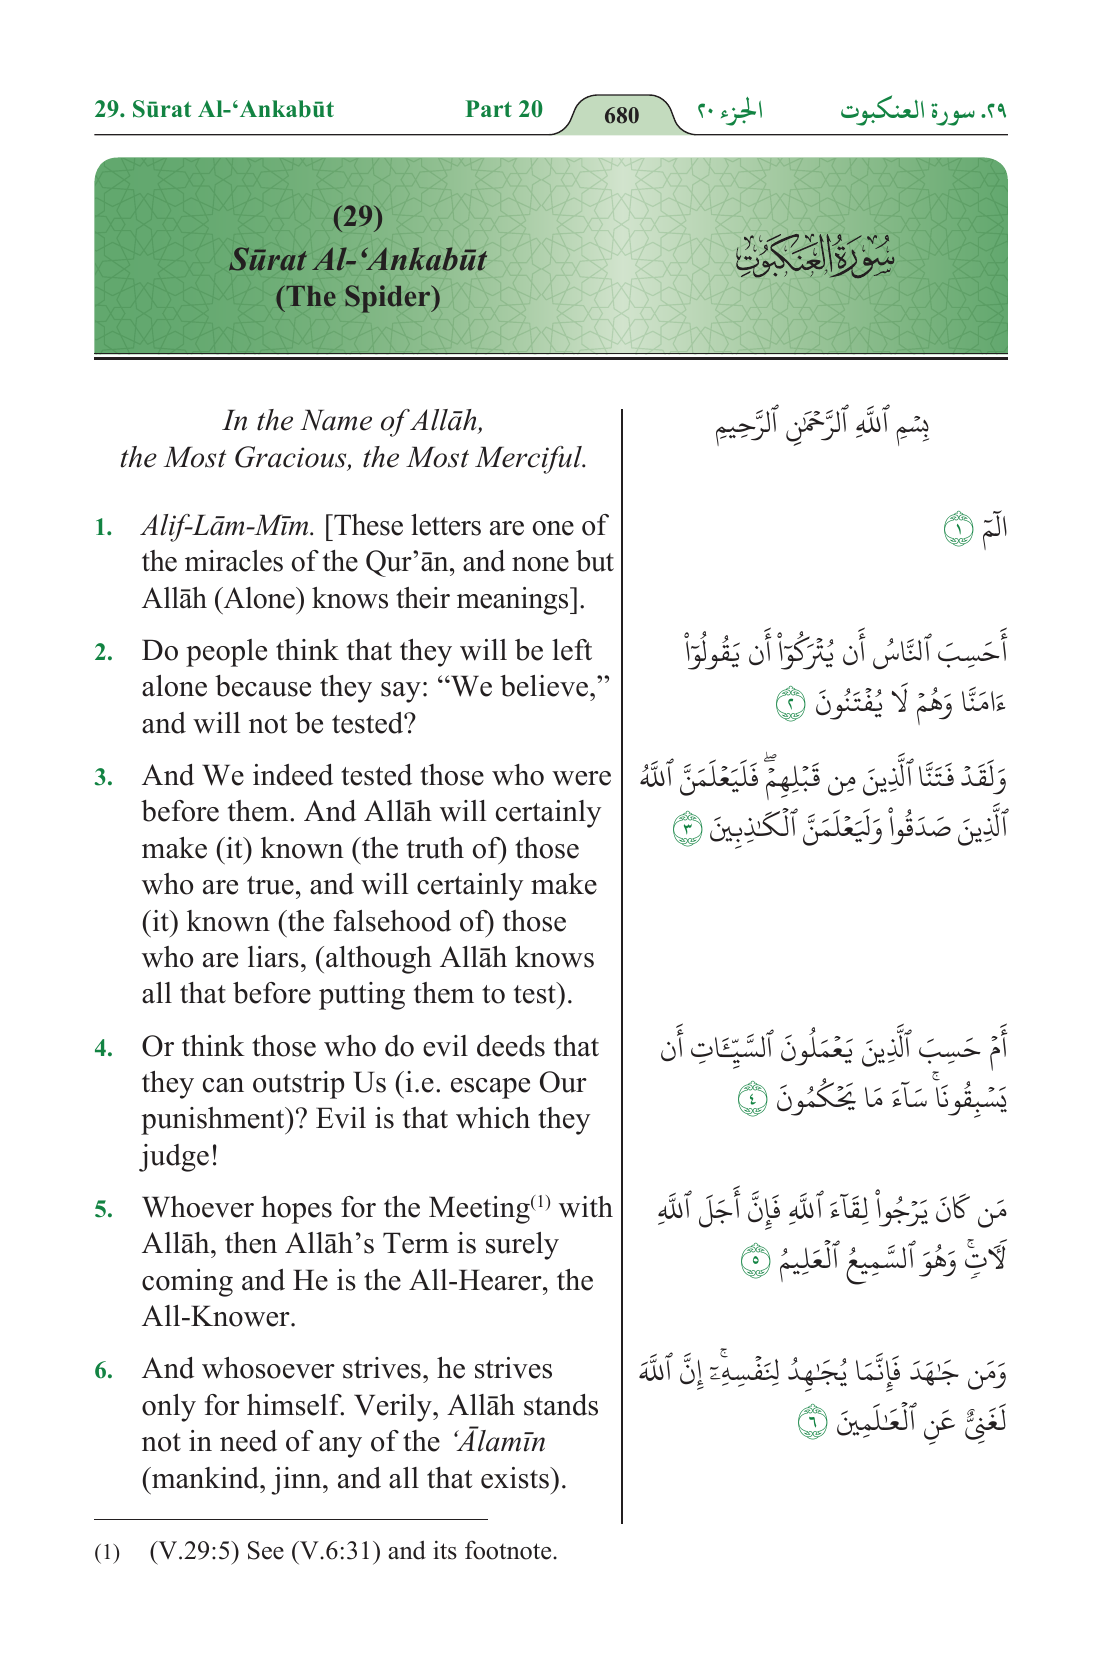 29. Sūrat Al-‘Ankabūt Part 20 680 الجزء ٢٠ ٢٩. سورة العنكبوت
(29)
Sūrat Al-‘Ankabūt
(The Spider)
سُورَةُ العَنكَبُوتِ
In the Name of Allāh,
the Most Gracious, the Most Merciful.
بِسْمِ ٱللَّهِ ٱلرَّحْمَٰنِ ٱلرَّحِيمِ
1. Alif-Lām-Mīm. [These letters are one of
the miracles of the Qur’ān, and none but
Allāh (Alone) knows their meanings].
الٓمٓ ١
2. Do people think that they will be left
alone because they say: “We believe,”
and will not be tested?
أَحَسِبَ ٱلنَّاسُ أَن يُتْرَكُوٓا۟ أَن يَقُولُوٓا۟
ءَامَنَّا وَهُمْ لَا يُفْتَنُونَ ٢
3. And We indeed tested those who were
before them. And Allāh will certainly
make (it) known (the truth of) those
who are true, and will certainly make
(it) known (the falsehood of) those
who are liars, (although Allāh knows
all that before putting them to test).
وَلَقَدْ فَتَنَّا ٱلَّذِينَ مِن قَبْلِهِمْ ۖ فَلَيَعْلَمَنَّ ٱللَّهُ
ٱلَّذِينَ صَدَقُوا۟ وَلَيَعْلَمَنَّ ٱلْكَٰذِبِينَ ٣
4. Or think those who do evil deeds that
they can outstrip Us (i.e. escape Our
punishment)? Evil is that which they
judge!
أَمْ حَسِبَ ٱلَّذِينَ يَعْمَلُونَ ٱلسَّيِّـَٔاتِ أَن
يَسْبِقُونَا ۚ سَآءَ مَا يَحْكُمُونَ ٤
5. Whoever hopes for the Meeting(1) with
Allāh, then Allāh’s Term is surely
coming and He is the All-Hearer, the
All-Knower.
مَن كَانَ يَرْجُوا۟ لِقَآءَ ٱللَّهِ فَإِنَّ أَجَلَ ٱللَّهِ
لَـَٔاتٍ ۚ وَهُوَ ٱلسَّمِيعُ ٱلْعَلِيمُ ٥
6. And whosoever strives, he strives
only for himself. Verily, Allāh stands
not in need of any of the ‘Ālamīn
(mankind, jinn, and all that exists).
وَمَن جَٰهَدَ فَإِنَّمَا يُجَٰهِدُ لِنَفْسِهِۦٓ ۚ إِنَّ ٱللَّهَ
لَغَنِىٌّ عَنِ ٱلْعَٰلَمِينَ ٦
(1) (V.29:5) See (V.6:31) and its footnote.